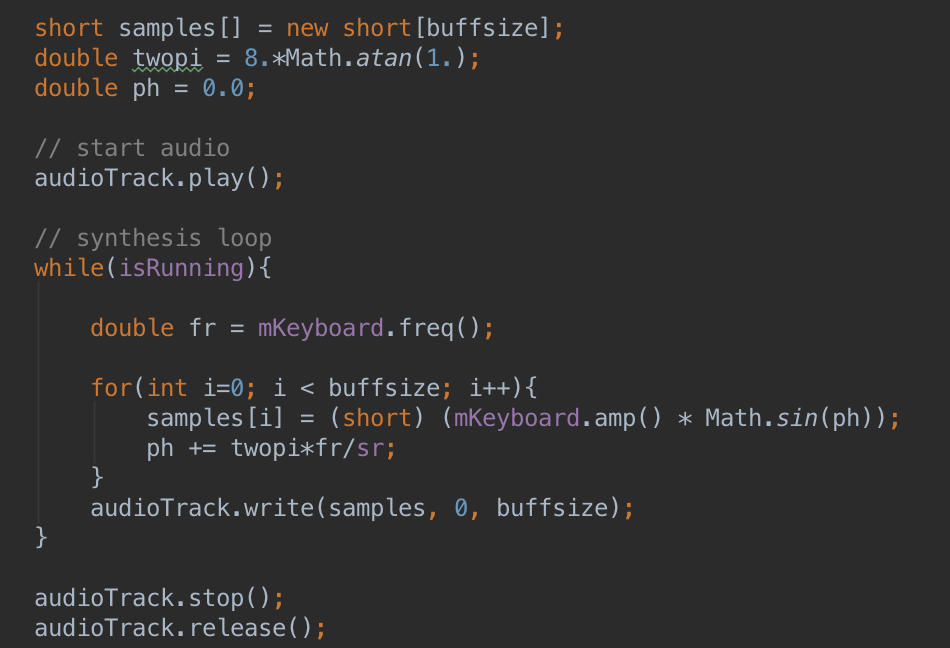 short samples[] = new short[buffsize];
double twopi = 8.*Math.atan(1.);
double ph = 0.0;
// start audio
audioTrack.play();
// synthesis loop
while(isRunning){
double fr = mKeyboard.freq();
for(int i=0; i < buffsize; i++){
samples[i] = (short) (mKeyboard.amp() * Math.sin(ph));
ph += twopi*fr/sr;
}
audioTrack.write(samples, 0, buffsize);
}
audioTrack.stop();
audioTrack.release();